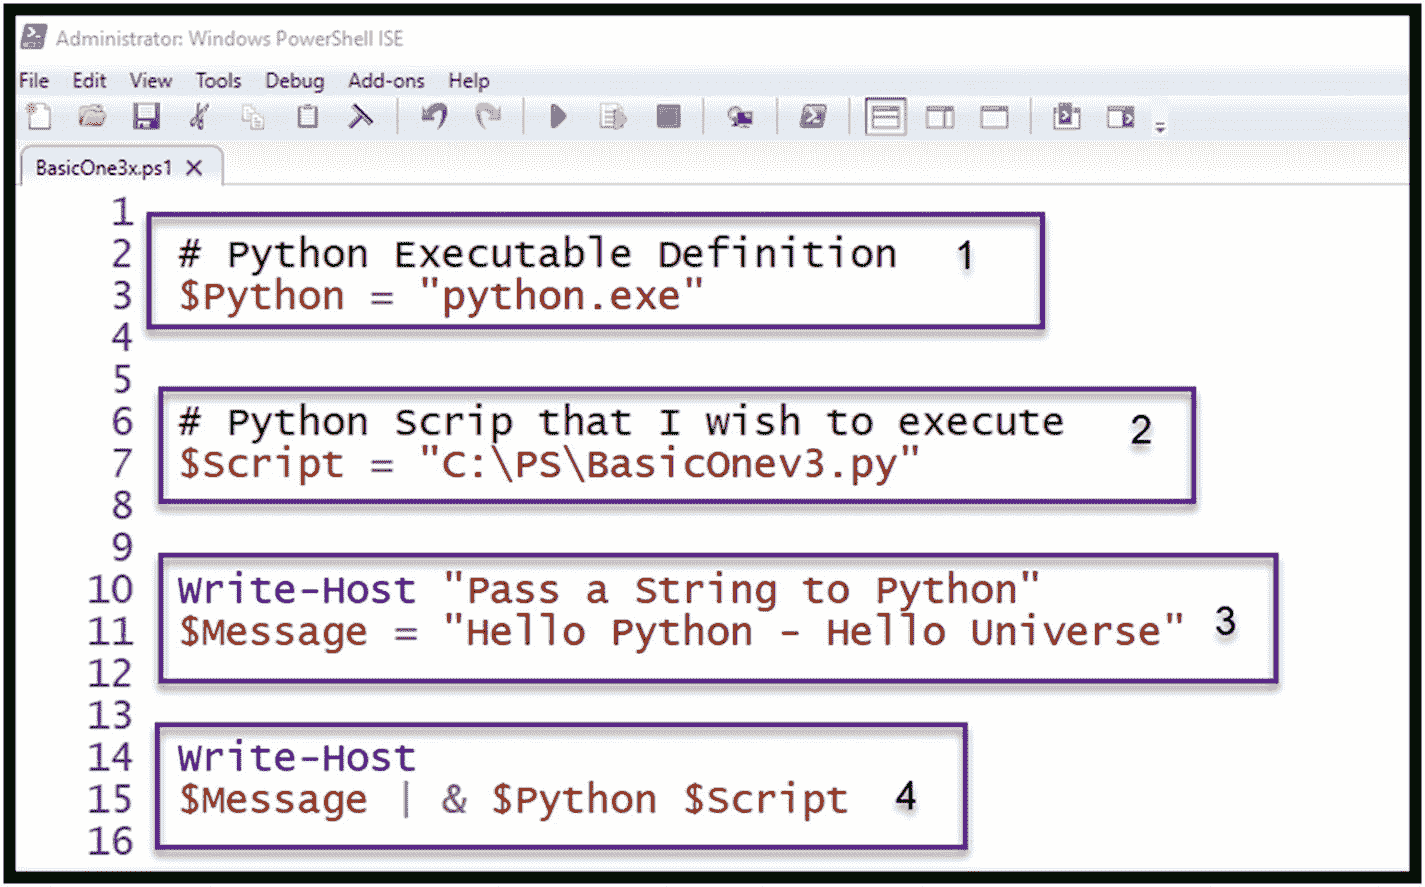 Administrator: Windows PowerShell ISE
File Edit View Tools Debug Add-ons Help
BasicOne3x.ps1
1
2 # Python Executable Definition 1
3 $Python = "python.exe"
4
5
6 # Python Scrip that I wish to execute 2
7 $Script = "C:\PS\BasicOnev3.py"
8
9
10 Write-Host "Pass a String to Python"
11 $Message = "Hello Python - Hello Universe" 3
12
13
14 Write-Host
15 $Message | & $Python $Script 4
16